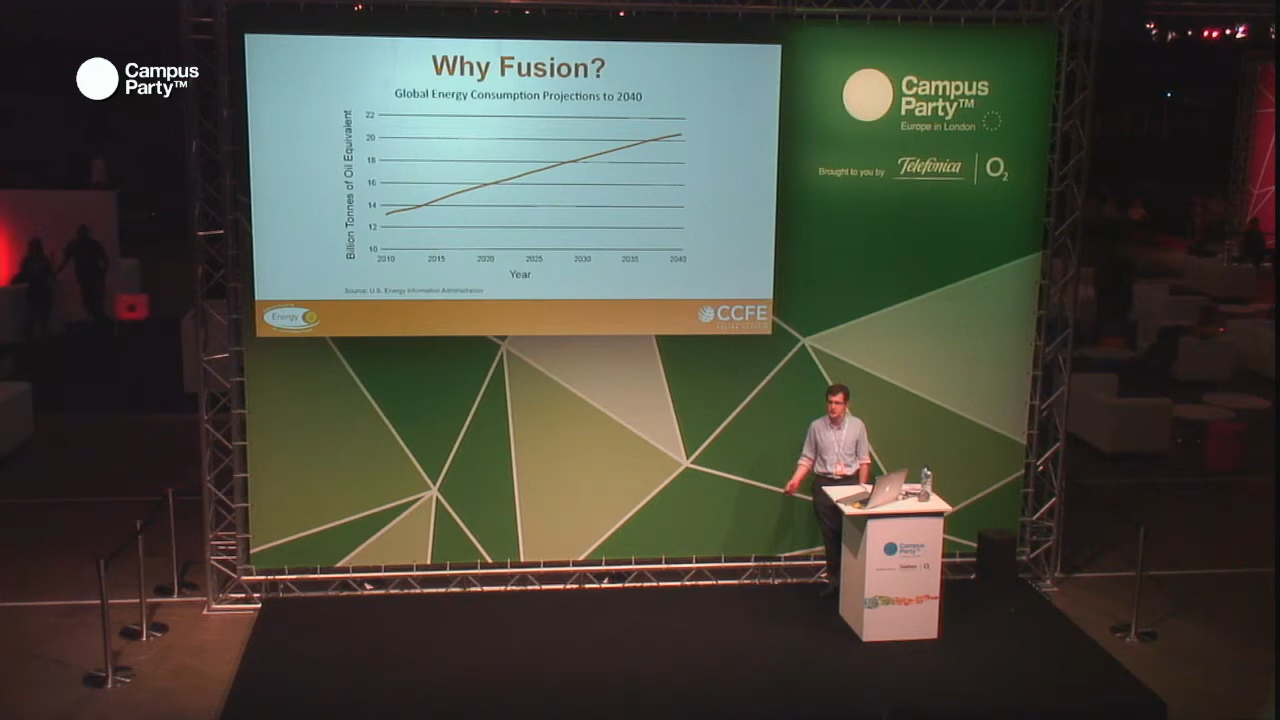 Campus
Party™
Why Fusion?
Global Energy Consumption Projections to 2040
Billion Tonnes of Oil Equivalent
22
20
18
16
14
12
10
2010 2015 2020 2025 2030 2035 2040
Year
Source: U.S. Energy Information Administration
Energy
CCFE
Campus
Party™
Europe in London
Brought to you by Telefónica O2
Campus
Party™